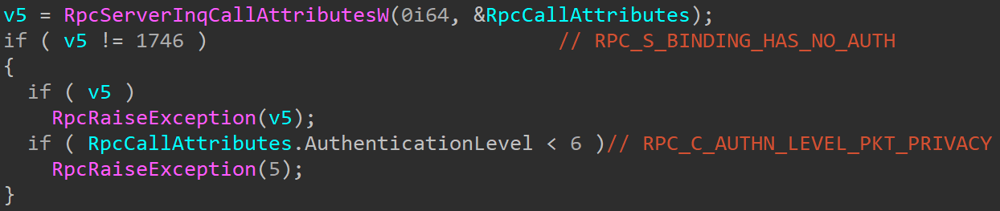 v5 = RpcServerInqCallAttributesW(0i64, &RpcCallAttributes);
if ( v5 != 1746 ) // RPC_S_BINDING_HAS_NO_AUTH
{
if ( v5 )
RpcRaiseException(v5);
if ( RpcCallAttributes.AuthenticationLevel < 6 )// RPC_C_AUTHN_LEVEL_PKT_PRIVACY
RpcRaiseException(5);
}